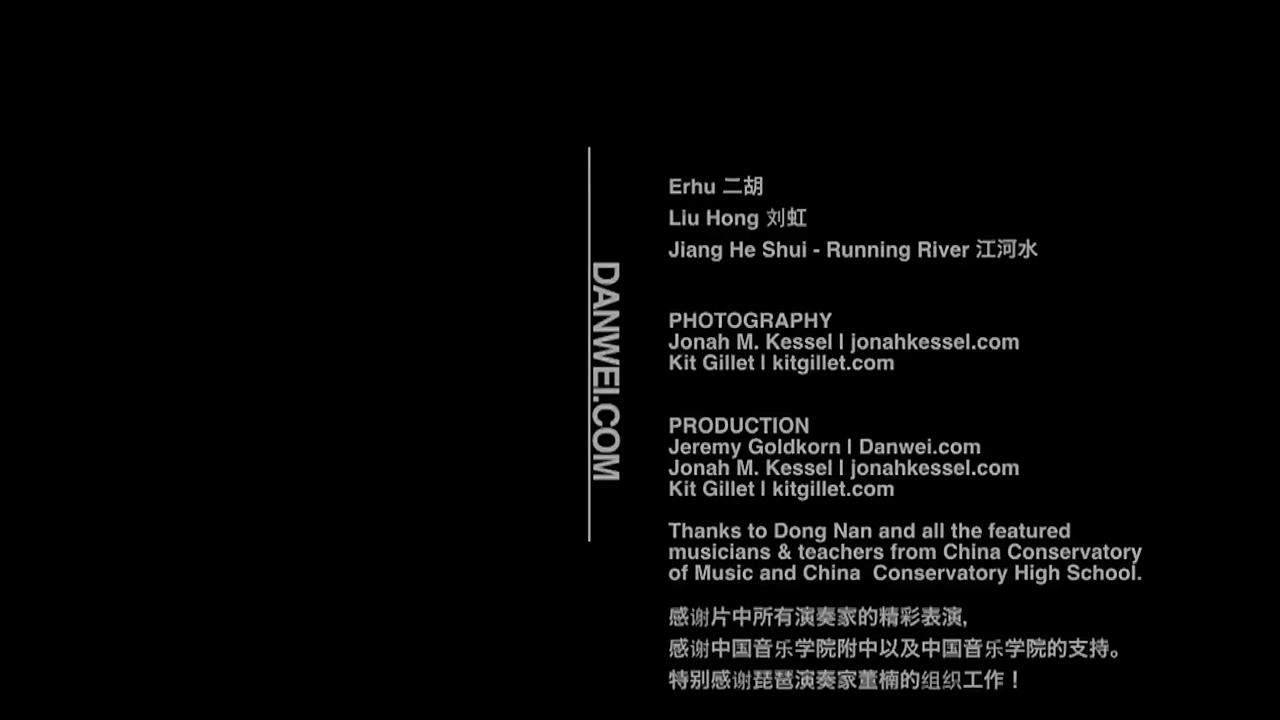 DANWEI.COM
Erhu 二胡
Liu Hong 刘虹
Jiang He Shui - Running River 江河水
PHOTOGRAPHY
Jonah M. Kessel | jonahkessel.com
Kit Gillet | kitgillet.com
PRODUCTION
Jeremy Goldkorn | Danwei.com
Jonah M. Kessel | jonahkessel.com
Kit Gillet | kitgillet.com
Thanks to Dong Nan and all the featured
musicians & teachers from China Conservatory
of Music and China  Conservatory High School.
感谢片中所有演奏家的精彩表演,
感谢中国音乐学院附中以及中国音乐学院的支持。
特别感谢琵琶演奏家董楠的组织工作！